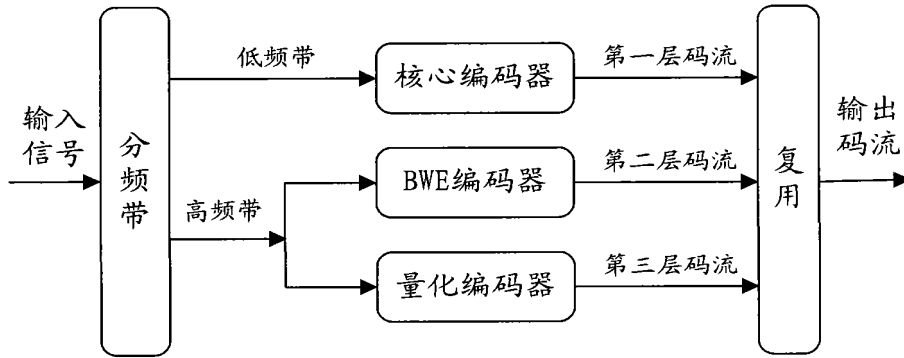 输入
信号
分
频
带
低频带
高频带
核心编码器
BWE编码器
量化编码器
第一层码流
第二层码流
第三层码流
复
用
输出
码流